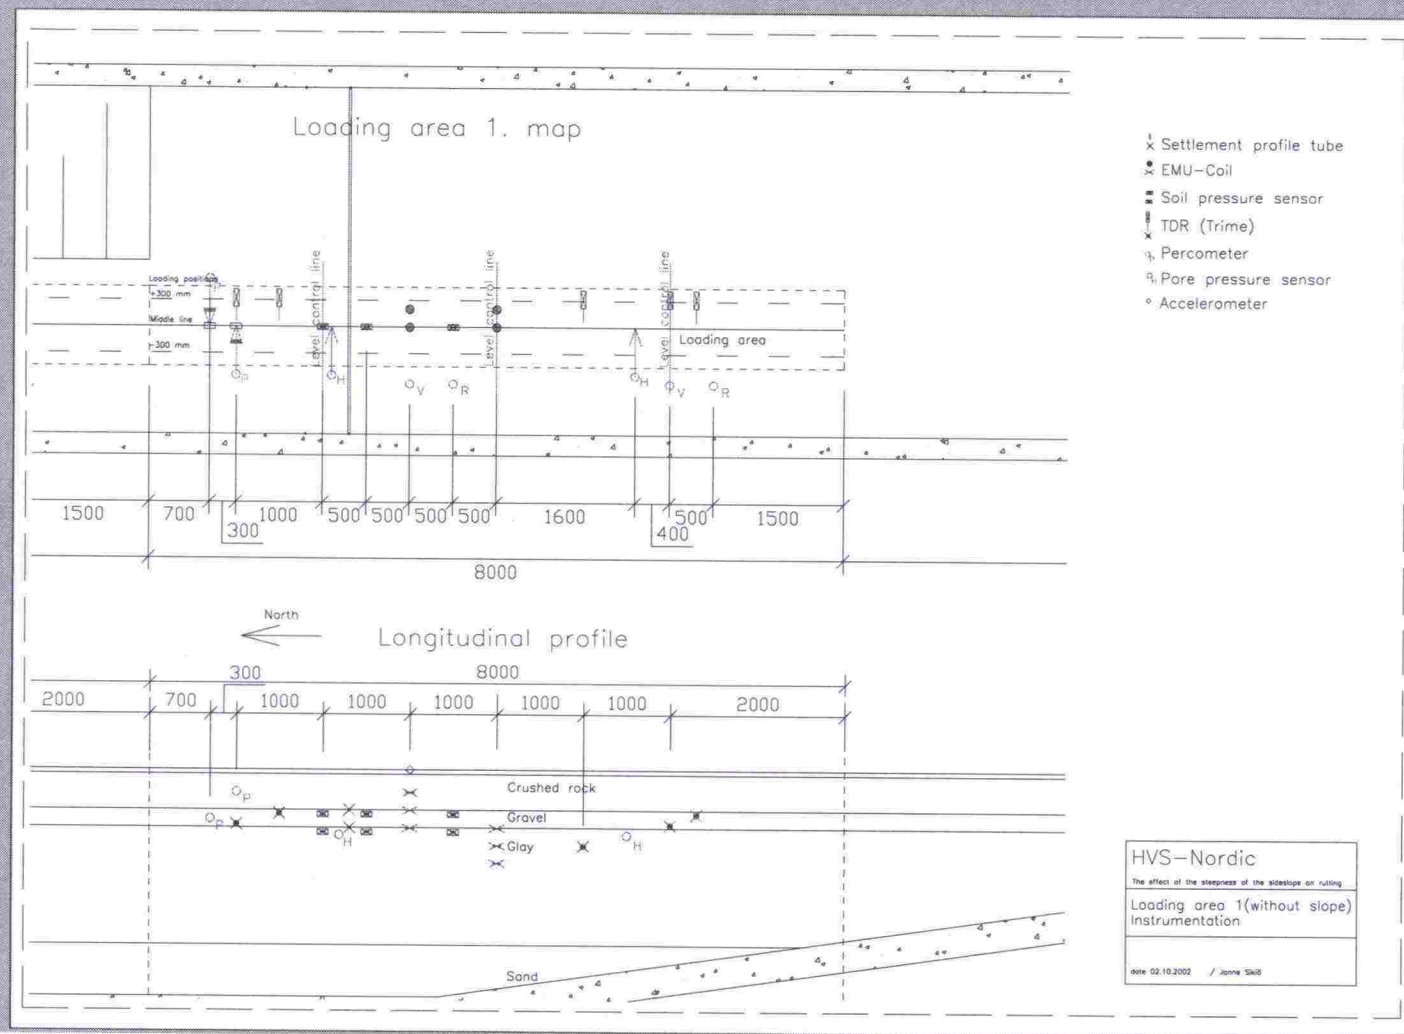 Loading area 1. map
Settlement profile tube
EMU-Coil
Soil pressure sensor
TDR (Trime)
Percometer
Pore pressure sensor
Accelerometer
Loading positions
+300 mm
Middle line
-300 mm
Level control line
Level control line
Level control line
Loading area
P
H
V
R
H
V
R
1500 700 1000 500 500 500 500 1600 500 1500
300 400
8000
North
Longitudinal profile
300 8000
2000 700 1000 1000 1000 1000 1000 2000
Crushed rock
P
Gravel
P
H
H
Glay
Sand
HVS-Nordic
The effect of the steepness of the sideslope on rutting
Loading area 1(without slope)
Instrumentation
date 02.10.2002 / Janne Sikiö